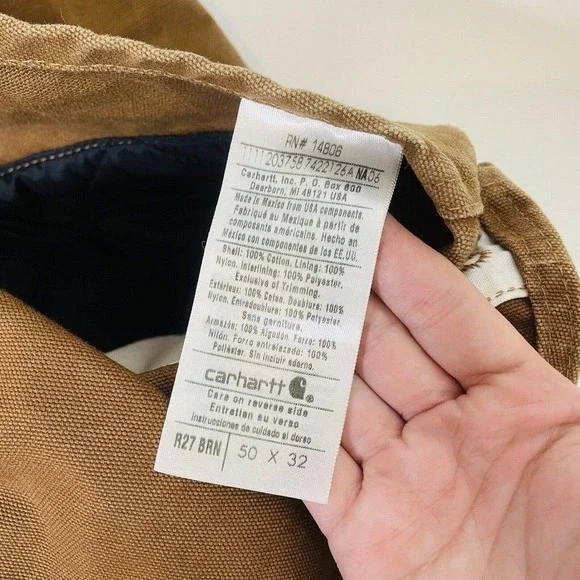 RN# 14806
11112037587422126A NA06
Carhartt, Inc. P. O. Box 600
Dearborn, MI 48121 USA
Made in Mexico from USA components.
Fabriqué au Mexique à partir de
composants américains. Hecho en
México con componentes de los EE.UU.
Shell: 100% Cotton. Lining: 100%
Nylon. Interlining: 100% Polyester.
Exclusive of Trimming.
Extérieur: 100% Coton. Doublure: 100%
Nylon. Entredoublure: 100% Polyester.
Sans garniture.
Armazón: 100% Algodón. Forro: 100%
Nilón. Forro entrelazado: 100%
Poliéster. Sin incluir adorno.
carhartt
Care on reverse side
Entretien au verso
Instrucciones de cuidado al dorso
R27 BRN 50 X 32